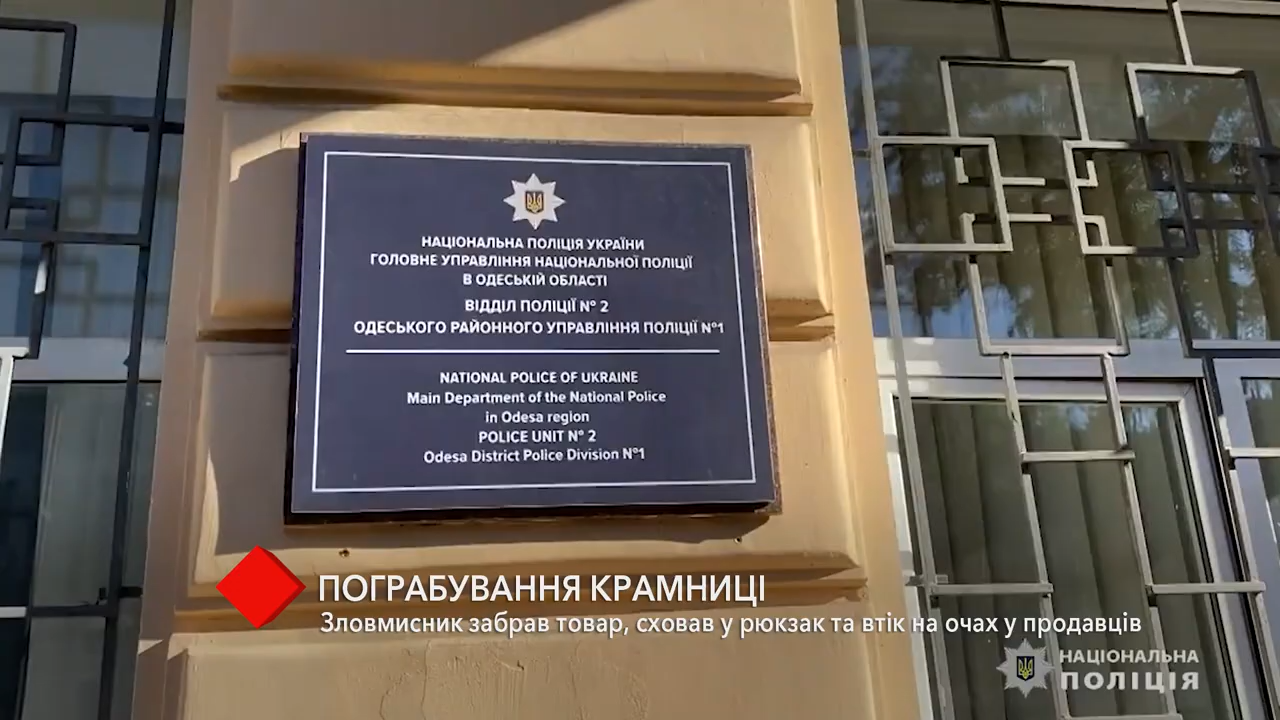 НАЦІОНАЛЬНА ПОЛІЦІЯ УКРАЇНИ
ГОЛОВНЕ УПРАВЛІННЯ НАЦІОНАЛЬНОЇ ПОЛІЦІЇ
В ОДЕСЬКІЙ ОБЛАСТІ
ВІДДІЛ ПОЛІЦІЇ № 2
ОДЕСЬКОГО РАЙОННОГО УПРАВЛІННЯ ПОЛІЦІЇ №1
NATIONAL POLICE OF UKRAINE
Main Department of the National Police
in Odesa region
POLICE UNIT № 2
Odesa District Police Division №1
ПОГРАБУВАННЯ КРАМНИЦІ
Зловмисник забрав товар, сховав у рюкзак та втік на очах у продавців
НАЦІОНАЛЬНА
ПОЛІЦІЯ